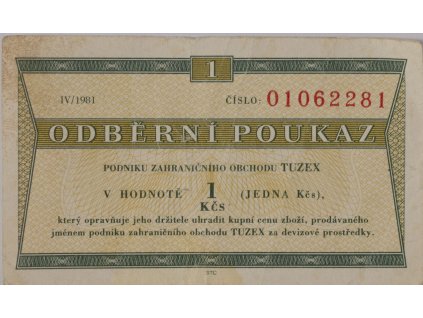 1
IV/1981 ČÍSLO: 01062281
ODBĚRNÍ POUKAZ
PODNIKU ZAHRANIČNÍHO OBCHODU TUZEX
V HODNOTĚ 1 (JEDNA Kčs),
Kčs
který opravňuje jeho držitele uhradit kupní cenu zboží, prodávaného
jménem podniku zahraničního obchodu TUZEX za devizové prostředky.
STC